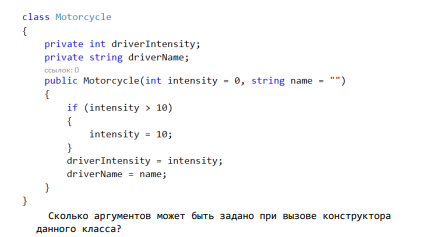 class Motorcycle
{
    private int driverIntensity;
    private string driverName;
    ссылок: 0
    public Motorcycle(int intensity = 0, string name = "")
    {
        if (intensity > 10)
        {
            intensity = 10;
        }
        driverIntensity = intensity;
        driverName = name;
    }
}
Сколько аргументов может быть задано при вызове конструктора
данного класса?